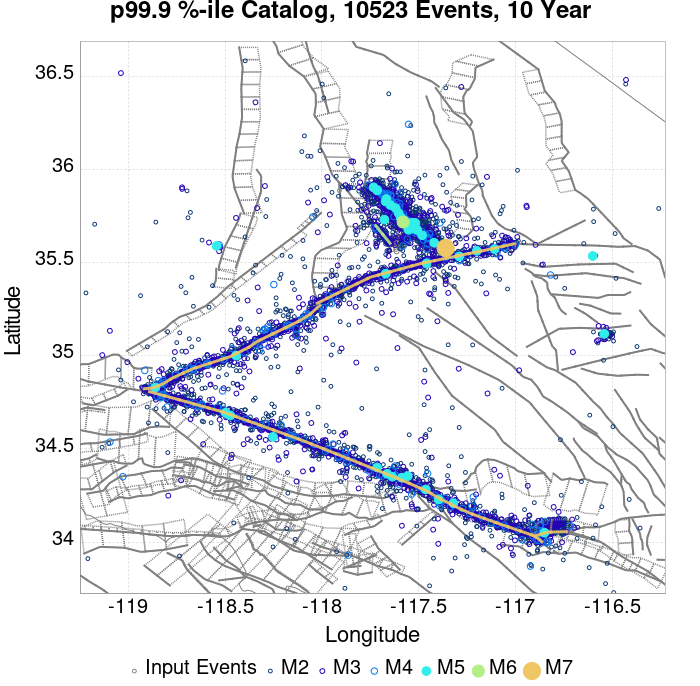 p99.9 %-ile Catalog, 10523 Events, 10 Year
36.5
36
35.5
35
34.5
34
Latitude
-119 -118.5 -118 -117.5 -117 -116.5
Longitude
Input Events M2 M3 M4 M5 M6 M7